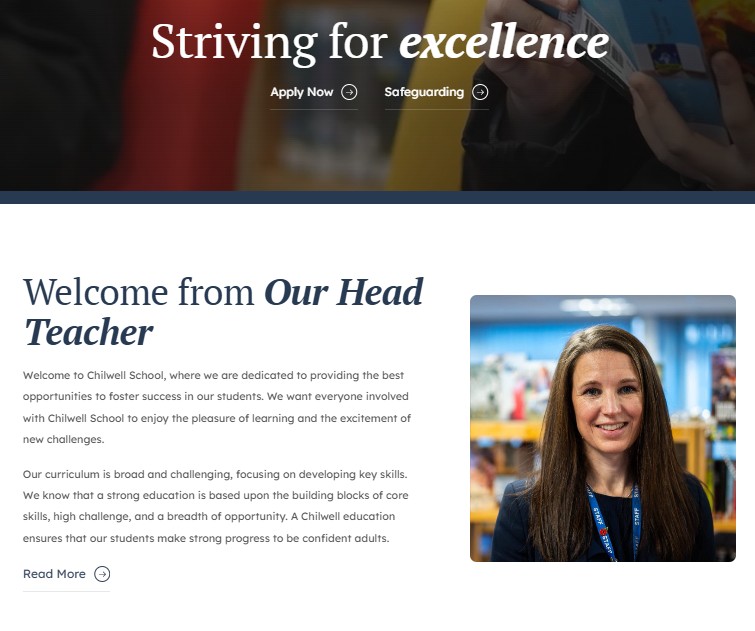 Striving for excellence
Apply Now
Safeguarding
Welcome from Our Head
Teacher
Welcome to Chilwell School, where we are dedicated to providing the best
opportunities to foster success in our students. We want everyone involved
with Chilwell School to enjoy the pleasure of learning and the excitement of
new challenges.
Our curriculum is broad and challenging, focusing on developing key skills.
We know that a strong education is based upon the building blocks of core
skills, high challenge, and a breadth of opportunity. A Chilwell education
ensures that our students make strong progress to be confident adults.
Read More
STAFF
STAFF
STAFF